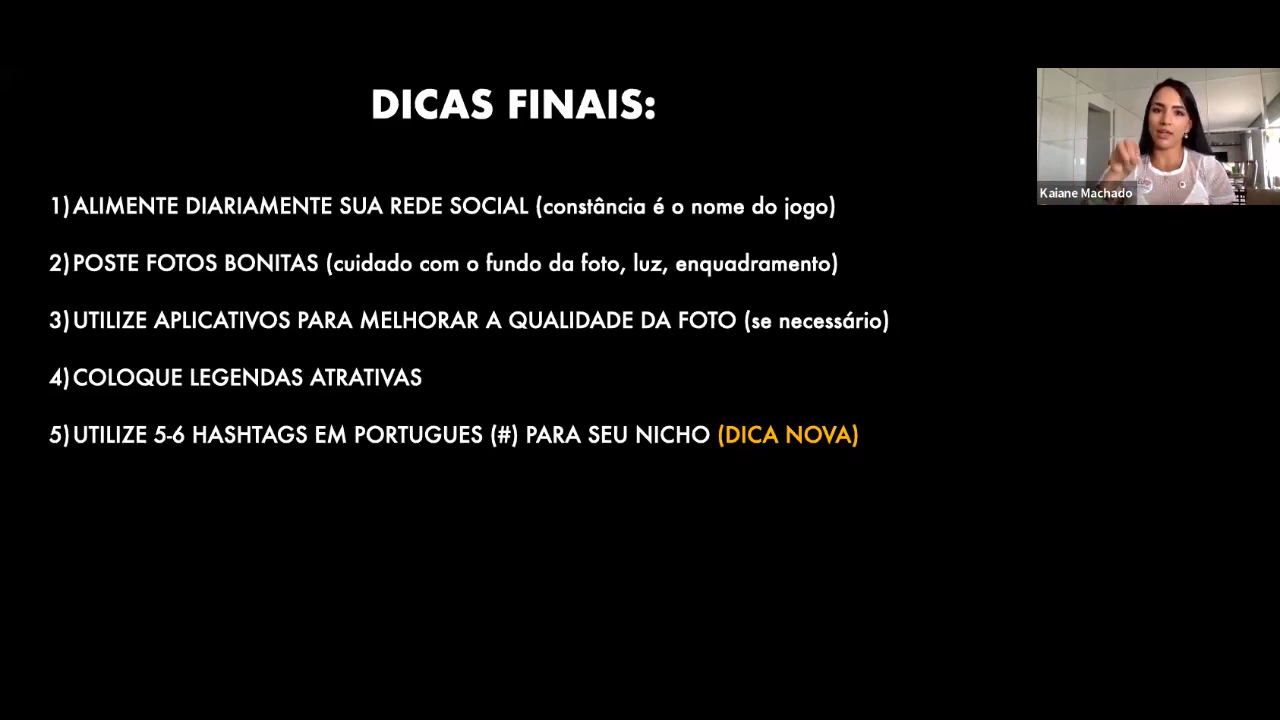 DICAS FINAIS:
Kaiane Machado
1) ALIMENTE DIARIAMENTE SUA REDE SOCIAL (constância é o nome do jogo)
2) POSTE FOTOS BONITAS (cuidado com o fundo da foto, luz, enquadramento)
3) UTILIZE APLICATIVOS PARA MELHORAR A QUALIDADE DA FOTO (se necessário)
4) COLOQUE LEGENDAS ATRATIVAS
5) UTILIZE 5-6 HASHTAGS EM PORTUGUES (#) PARA SEU NICHO (DICA NOVA)